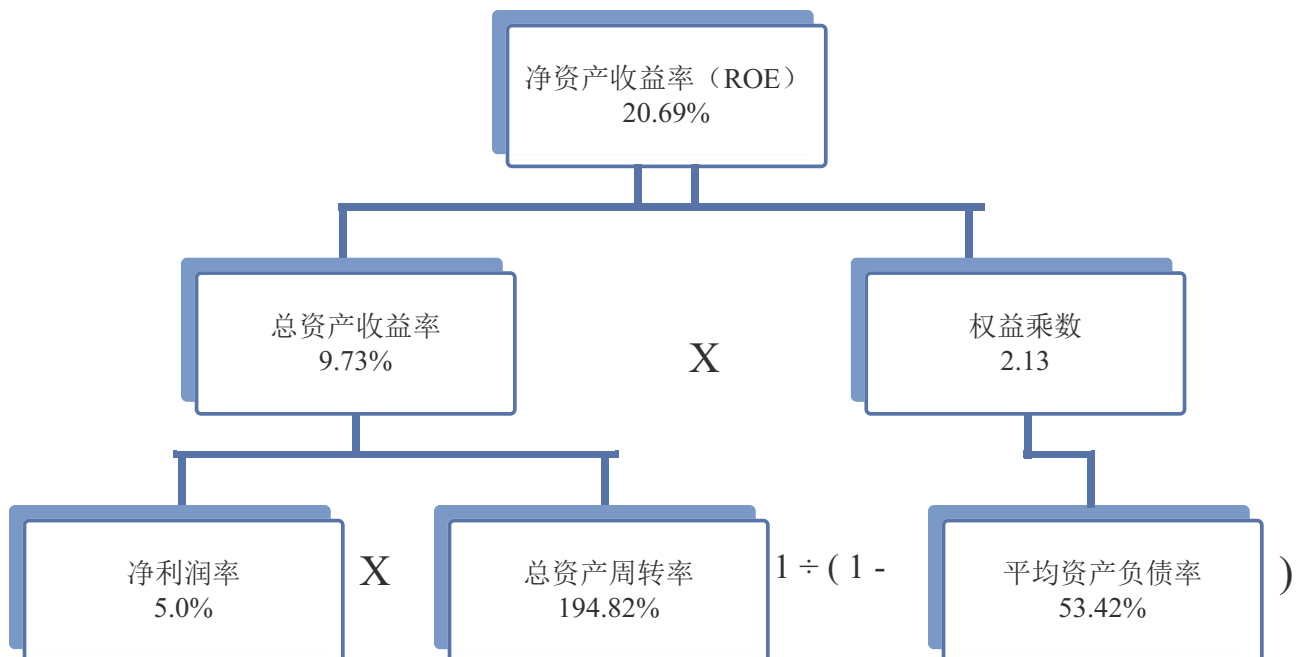 净资产收益率（ROE）
20.69%
总资产收益率
9.73%
X
权益乘数
2.13
净利润率
5.0%
X
总资产周转率
194.82%
1 ÷ ( 1 -
平均资产负债率
53.42%
)